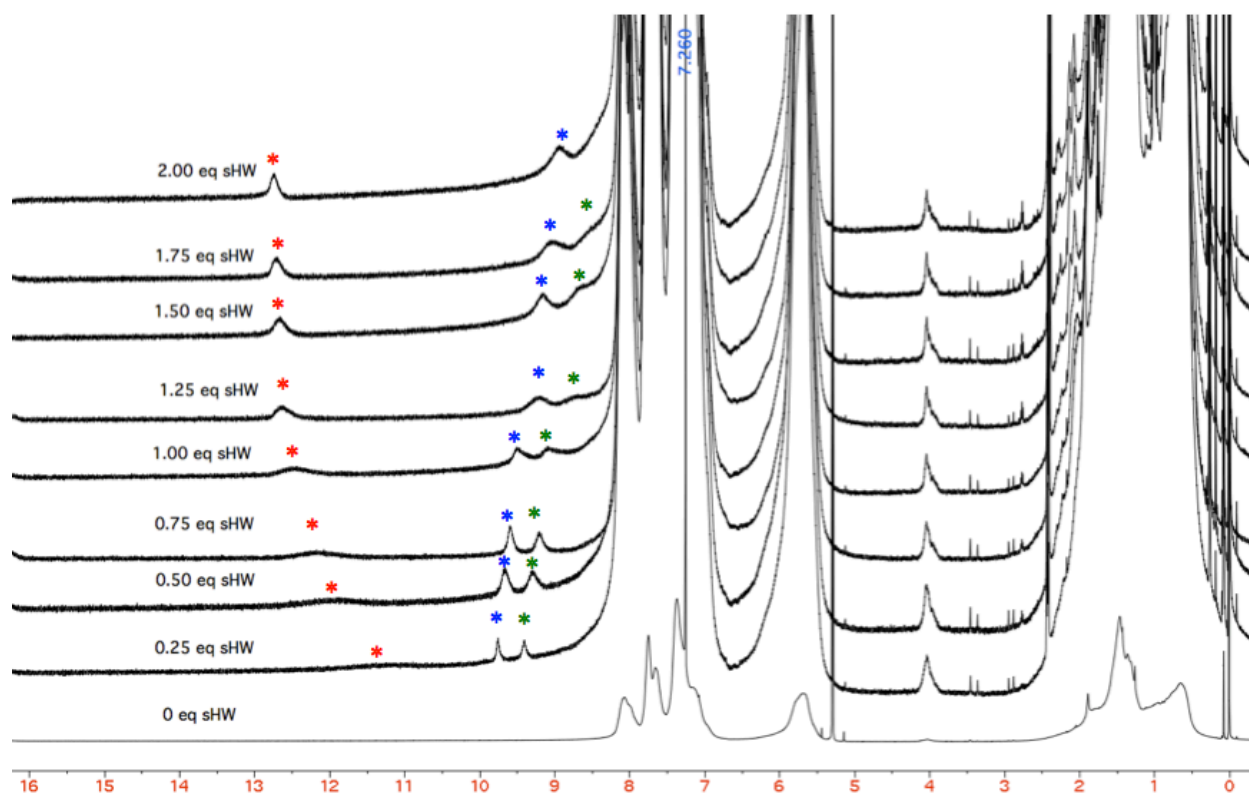 7.260
2.00 eq sHW
1.75 eq sHW
1.50 eq sHW
1.25 eq sHW
1.00 eq sHW
0.75 eq sHW
0.50 eq sHW
0.25 eq sHW
0 eq sHW
16 15 14 13 12 11 10 9 8 7 6 5 4 3 2 1 0